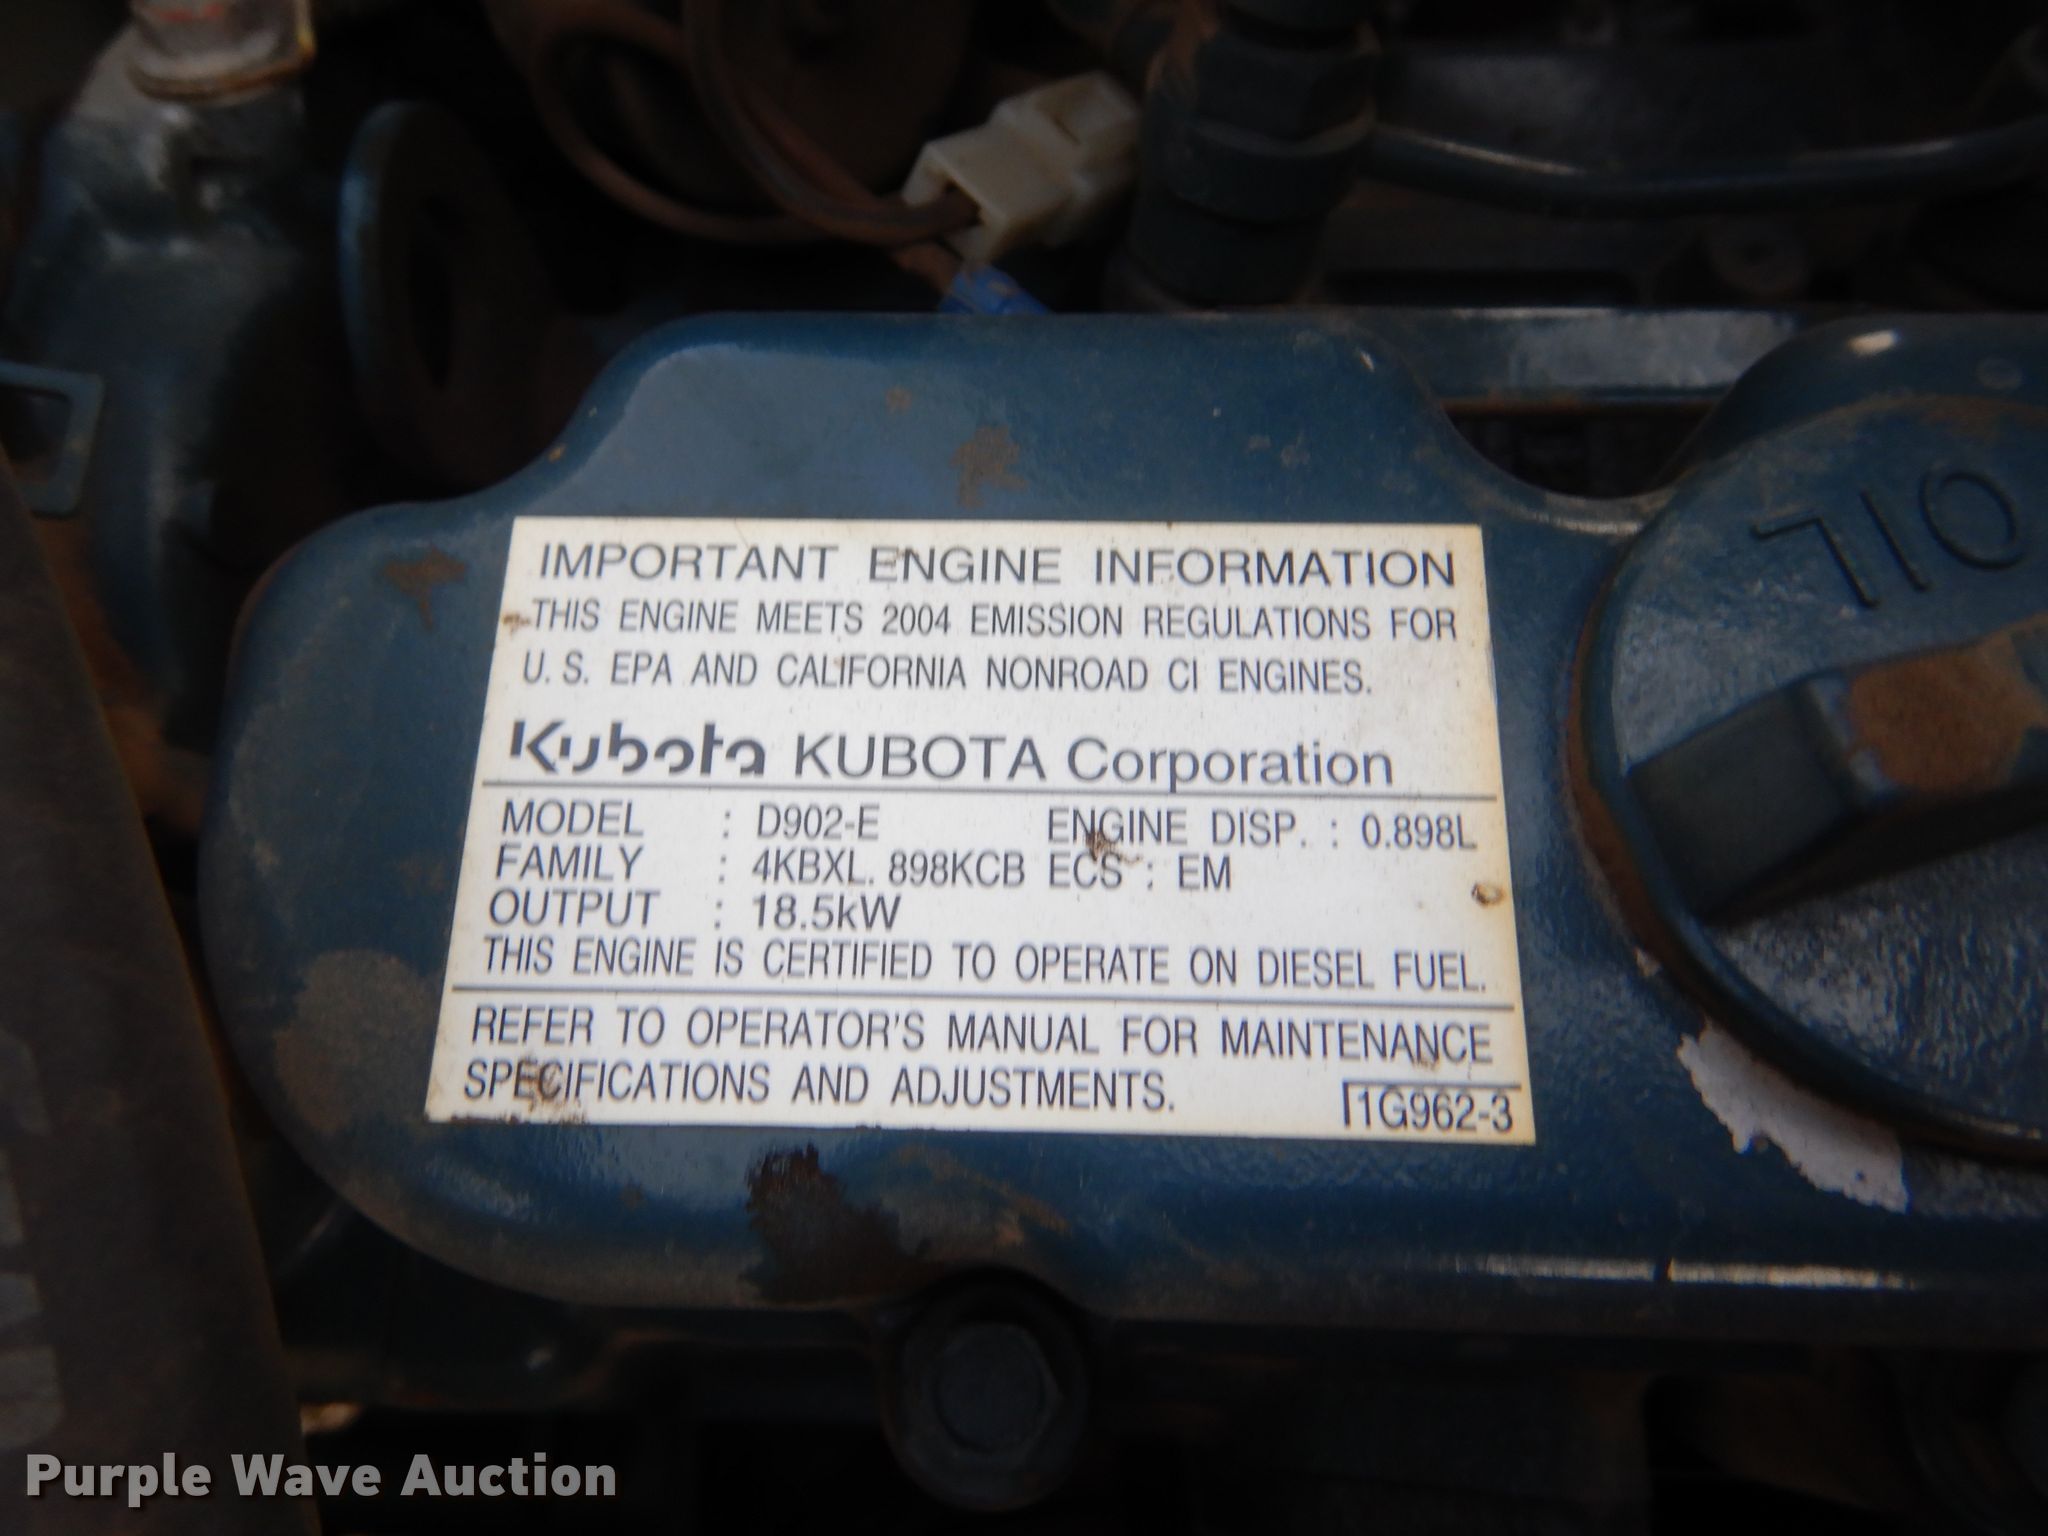 OIL
IMPORTANT ENGINE INFORMATION
THIS ENGINE MEETS 2004 EMISSION REGULATIONS FOR
U. S. EPA AND CALIFORNIA NONROAD CI ENGINES.
Kubota KUBOTA Corporation
MODEL : D902-E ENGINE DISP. : 0.898L
FAMILY : 4KBXL. 898KCB ECS : EM
OUTPUT : 18.5kW
THIS ENGINE IS CERTIFIED TO OPERATE ON DIESEL FUEL.
REFER TO OPERATOR'S MANUAL FOR MAINTENANCE
SPECIFICATIONS AND ADJUSTMENTS.
1G962-3
Purple Wave Auction